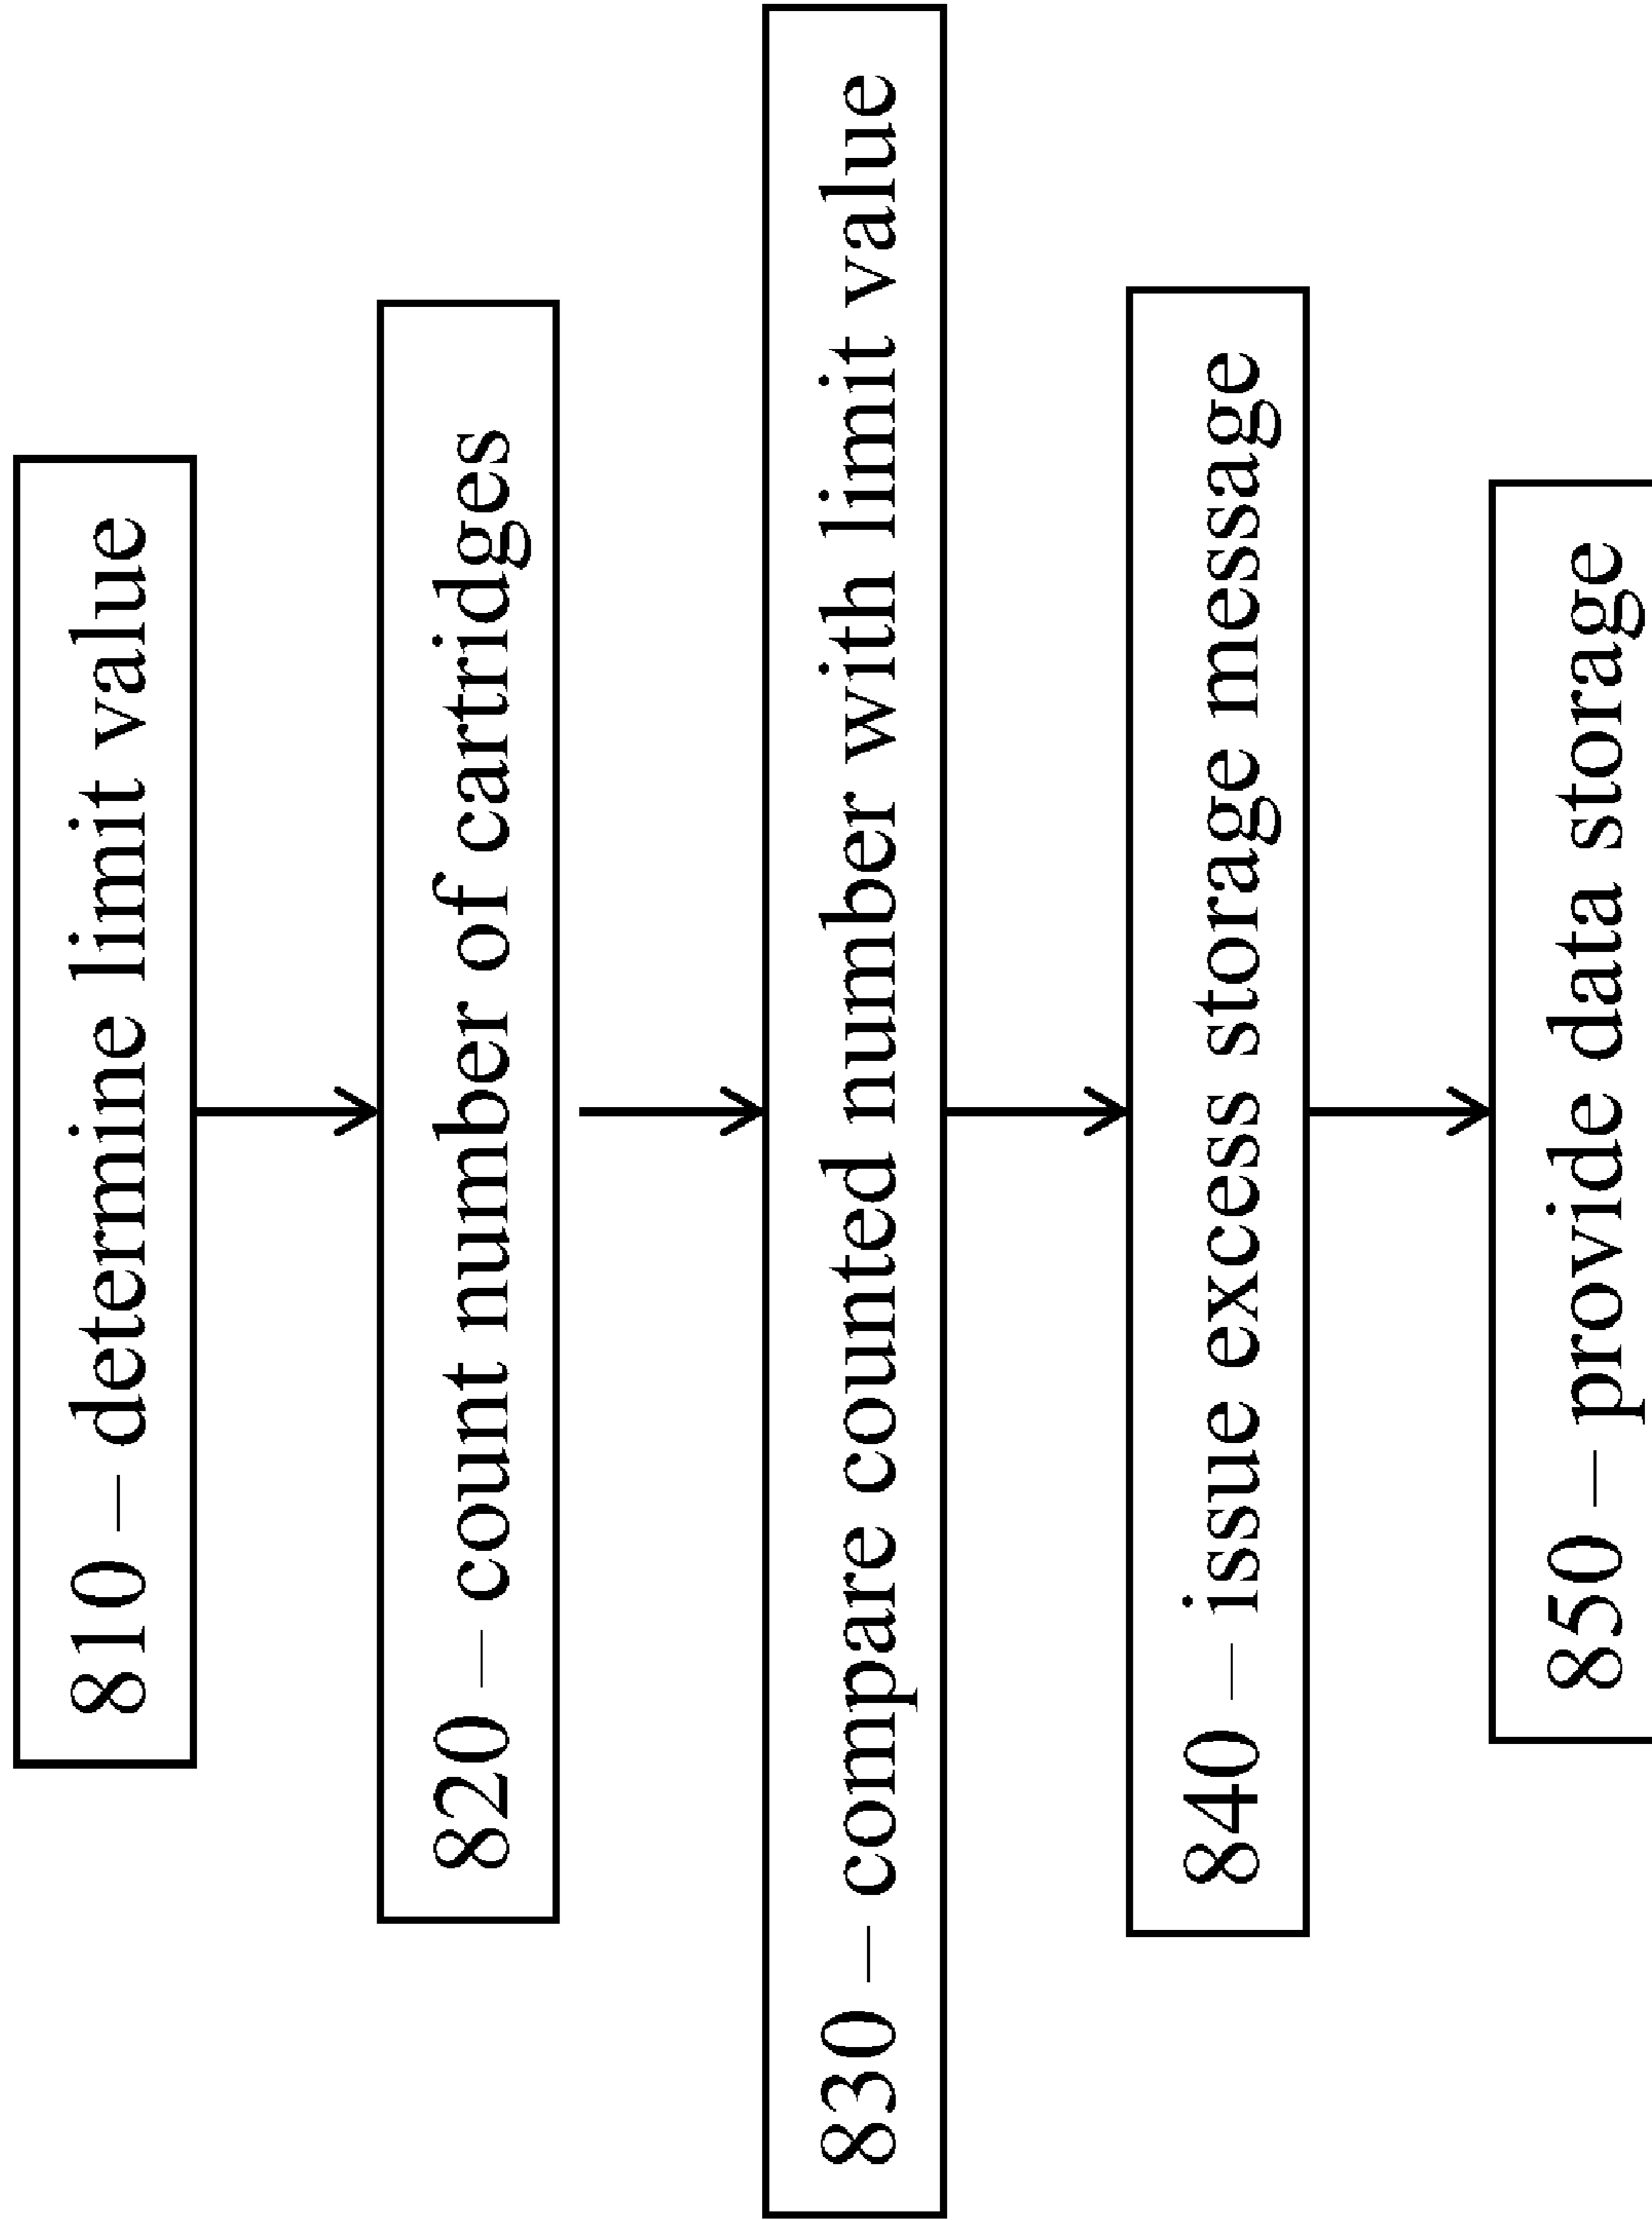 810 – determine limit value
820 – count number of cartridges
830 – compare counted number with limit value
840 – issue excess storage message
850 – provide data storage